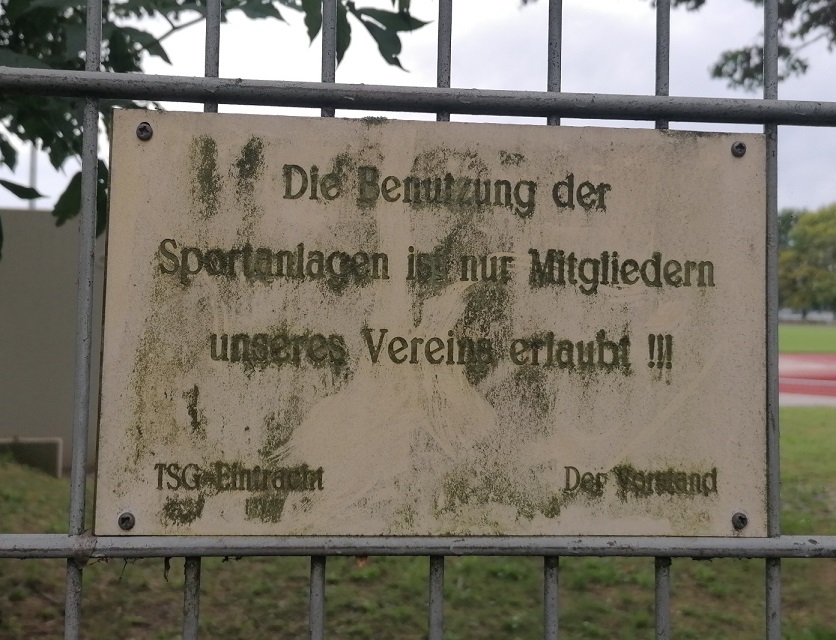 Die Benutzung der
Sportanlagen ist nur Mitgliedern
unseres Vereins erlaubt !!!
TSG-Eintracht
Der Vorstand